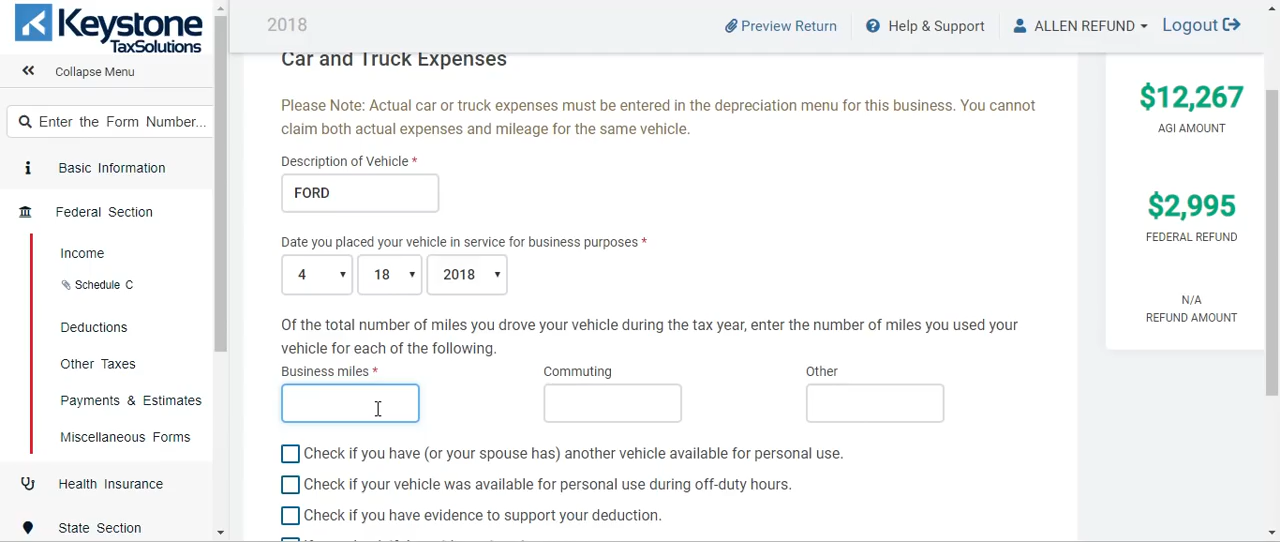 Keystone
TaxSolutions
Collapse Menu
Enter the Form Number...
Basic Information
Federal Section
Income
Schedule C
Deductions
Other Taxes
Payments & Estimates
Miscellaneous Forms
Health Insurance
State Section
2018
Preview Return
Help & Support
ALLEN REFUND
Logout
Car and Truck Expenses
Please Note: Actual car or truck expenses must be entered in the depreciation menu for this business. You cannot
claim both actual expenses and mileage for the same vehicle.
Description of Vehicle *
FORD
Date you placed your vehicle in service for business purposes *
4 18 2018
Of the total number of miles you drove your vehicle during the tax year, enter the number of miles you used your
vehicle for each of the following.
Business miles * Commuting Other
Check if you have (or your spouse has) another vehicle available for personal use.
Check if your vehicle was available for personal use during off-duty hours.
Check if you have evidence to support your deduction.
$12,267
AGI AMOUNT
$2,995
FEDERAL REFUND
N/A
REFUND AMOUNT